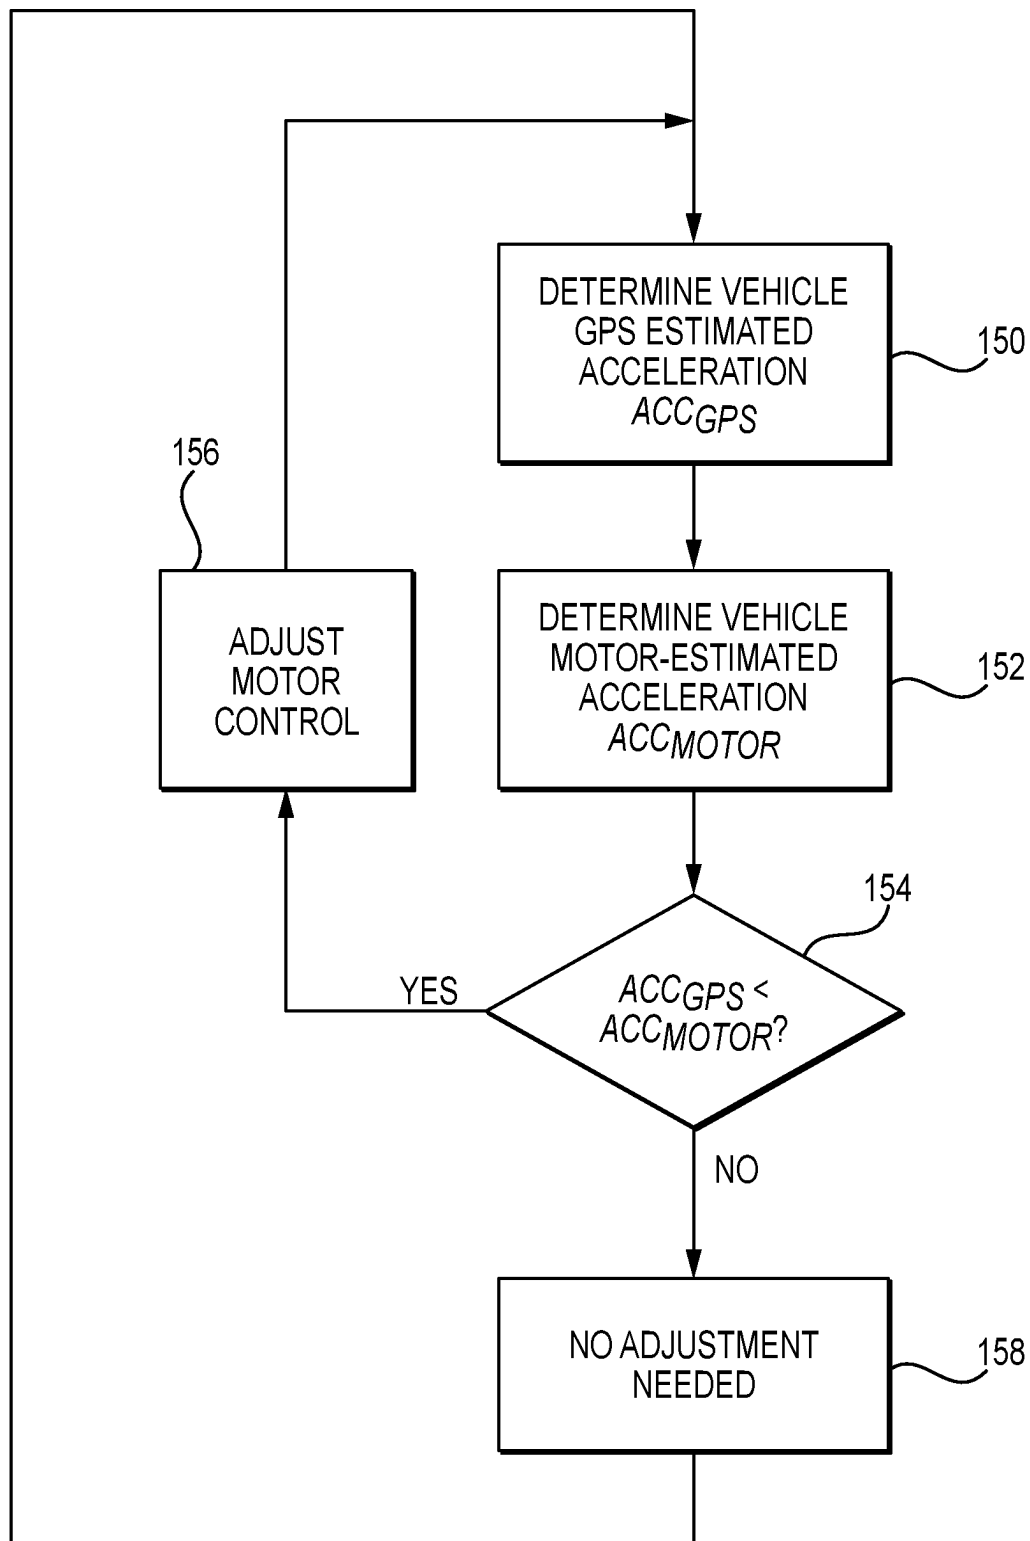 DETERMINE VEHICLE
GPS ESTIMATED
ACCELERATION
ACCGPS
150
156
ADJUST
MOTOR
CONTROL
DETERMINE VEHICLE
MOTOR-ESTIMATED
ACCELERATION
ACCMOTOR
152
154
YES
ACCGPS <
ACCMOTOR?
NO
NO ADJUSTMENT
NEEDED
158